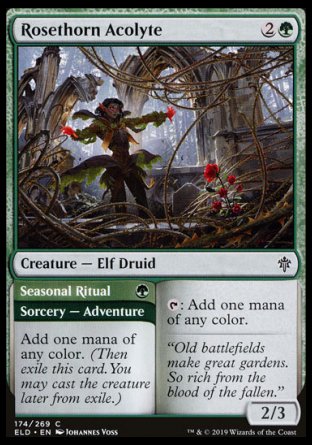 Rosethorn Acolyte 2
Creature — Elf Druid
Seasonal Ritual
Sorcery — Adventure
Add one mana
of any color. (Then
exile this card. You
may cast the creature
later from exile.)
: Add one mana
of any color.
"Old battlefields
make great gardens.
So rich from the
blood of the fallen."
2/3
174/269 C
ELD • EN Johannes Voss
™ & © 2019 Wizards of the Coast